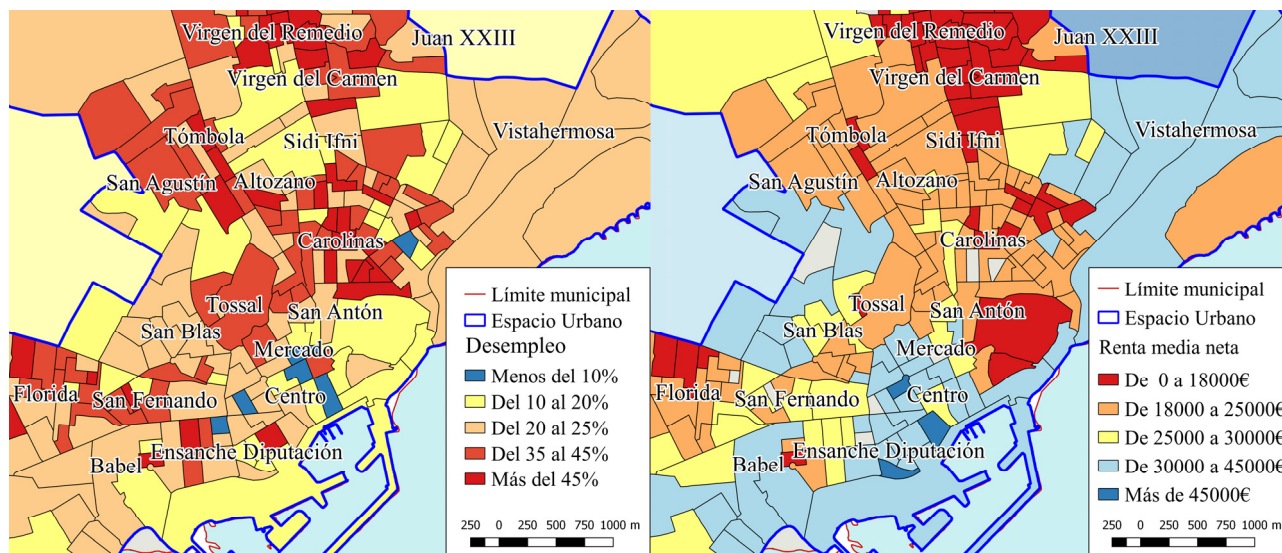 Virgen del Remedio
Juan XXIII
Virgen del Carmen
Vistahermosa
Tómbola
Sidi Ifni
San Agustín
Altozano
Carolinas
Tossal
San Antón
San Blas
Mercado
Florida
San Fernando
Centro
Ensanche Diputación
Babel
Límite municipal
Espacio Urbano
Desempleo
Menos del 10%
Del 10 al 20%
Del 20 al 25%
Del 35 al 45%
Más del 45%
250 0 250 500 750 1000 m
Virgen del Remedio
Juan XXIII
Virgen del Carmen
Vistahermosa
Tómbola
Sidi Ifni
San Agustín
Altozano
Carolinas
Tossal
San Antón
San Blas
Mercado
Florida
San Fernando
Centro
Ensanche Diputación
Babel
Límite municipal
Espacio Urbano
Renta media neta
De 0 a 18000€
De 18000 a 25000€
De 25000 a 30000€
De 30000 a 45000€
Más de 45000€
250 0 250 500 750 1000 m